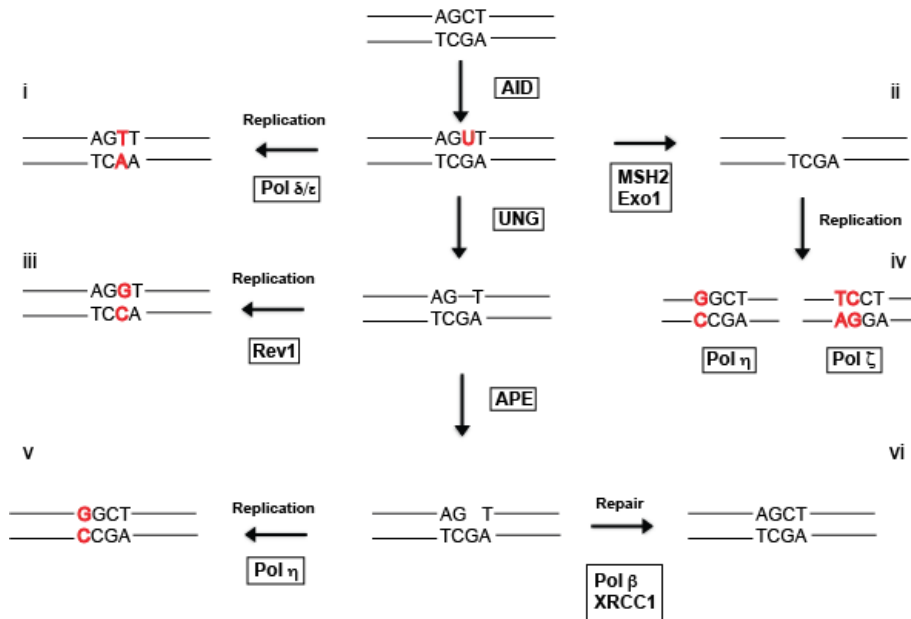 AGCT
TCGA
AID
i
ii
Replication
AGTT
TCAA
Pol δ/ε
AGUT
TCGA
MSH2
Exo1
TCGA
UNG
Replication
iii
iv
Replication
AGGT
TCCA
Rev1
AG T
TCGA
GGCT
CCGA
Pol η
TCCT
AGGA
Pol ζ
APE
v
vi
GGCT
CCGA
Replication
Pol η
AG T
TCGA
Repair
Pol β
XRCC1
AGCT
TCGA